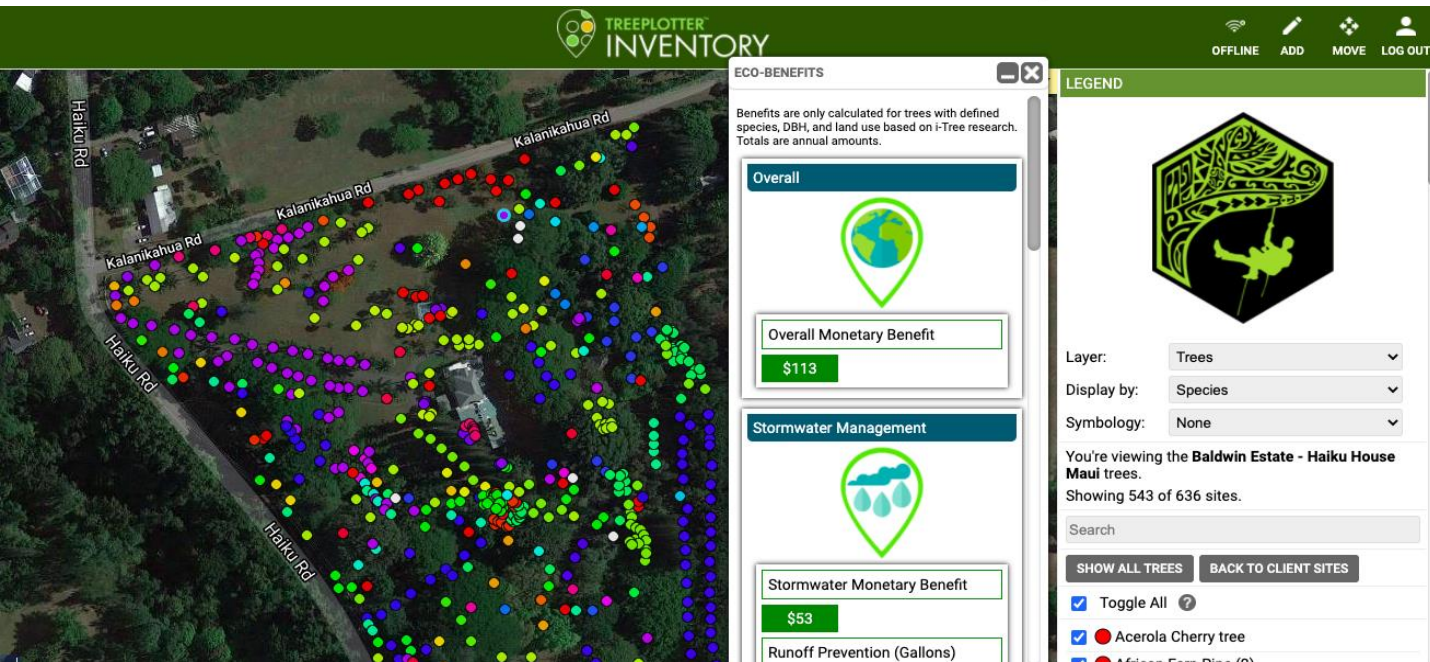 TREEPLOTTER™
INVENTORY
OFFLINE
ADD
MOVE
LOG OUT
Haiku Rd
Kalanikahua Rd
Kalanikahua Rd
Kalanikahua Rd
Haiku Rd
Haiku Rd
ECO-BENEFITS
Benefits are only calculated for trees with defined
species, DBH, and land use based on i-Tree research.
Totals are annual amounts.
Overall
Overall Monetary Benefit
$113
Stormwater Management
Stormwater Monetary Benefit
$53
Runoff Prevention (Gallons)
LEGEND
Layer: Trees
Display by: Species
Symbology: None
You're viewing the Baldwin Estate - Haiku House
Maui trees.
Showing 543 of 636 sites.
Search
SHOW ALL TREES
BACK TO CLIENT SITES
Toggle All ?
Acerola Cherry tree